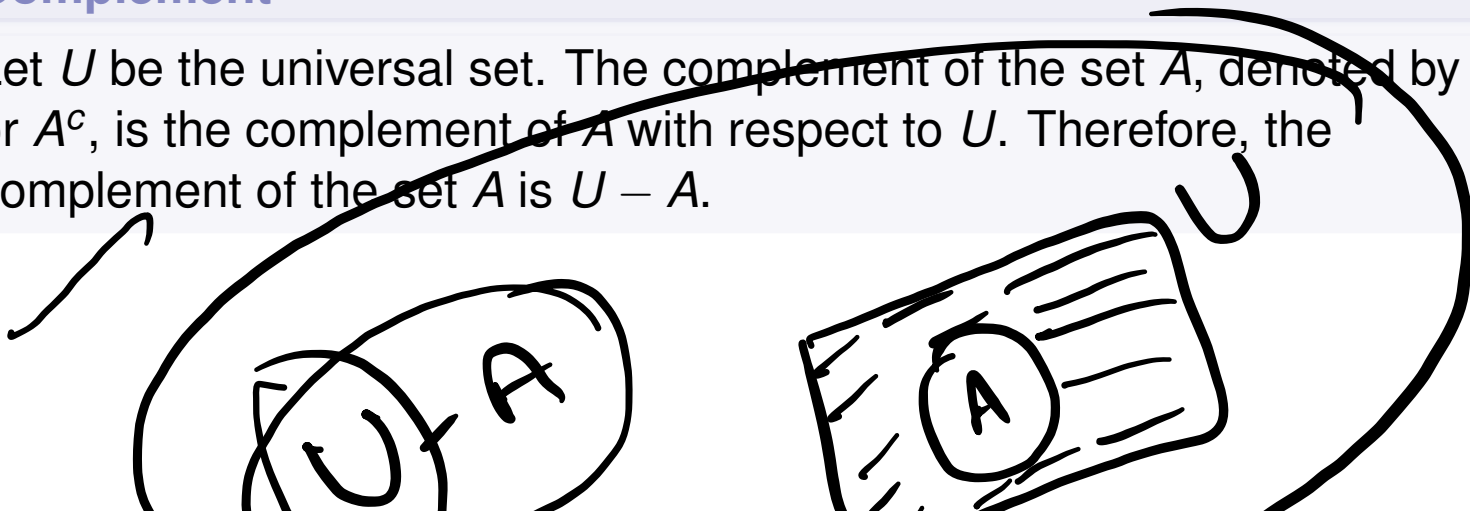 omplement
et U be the universal set. The complement of the set A, denoted by
r Aᶜ, is the complement of A with respect to U. Therefore, the
omplement of the set A is U − A.
U
U - A
A